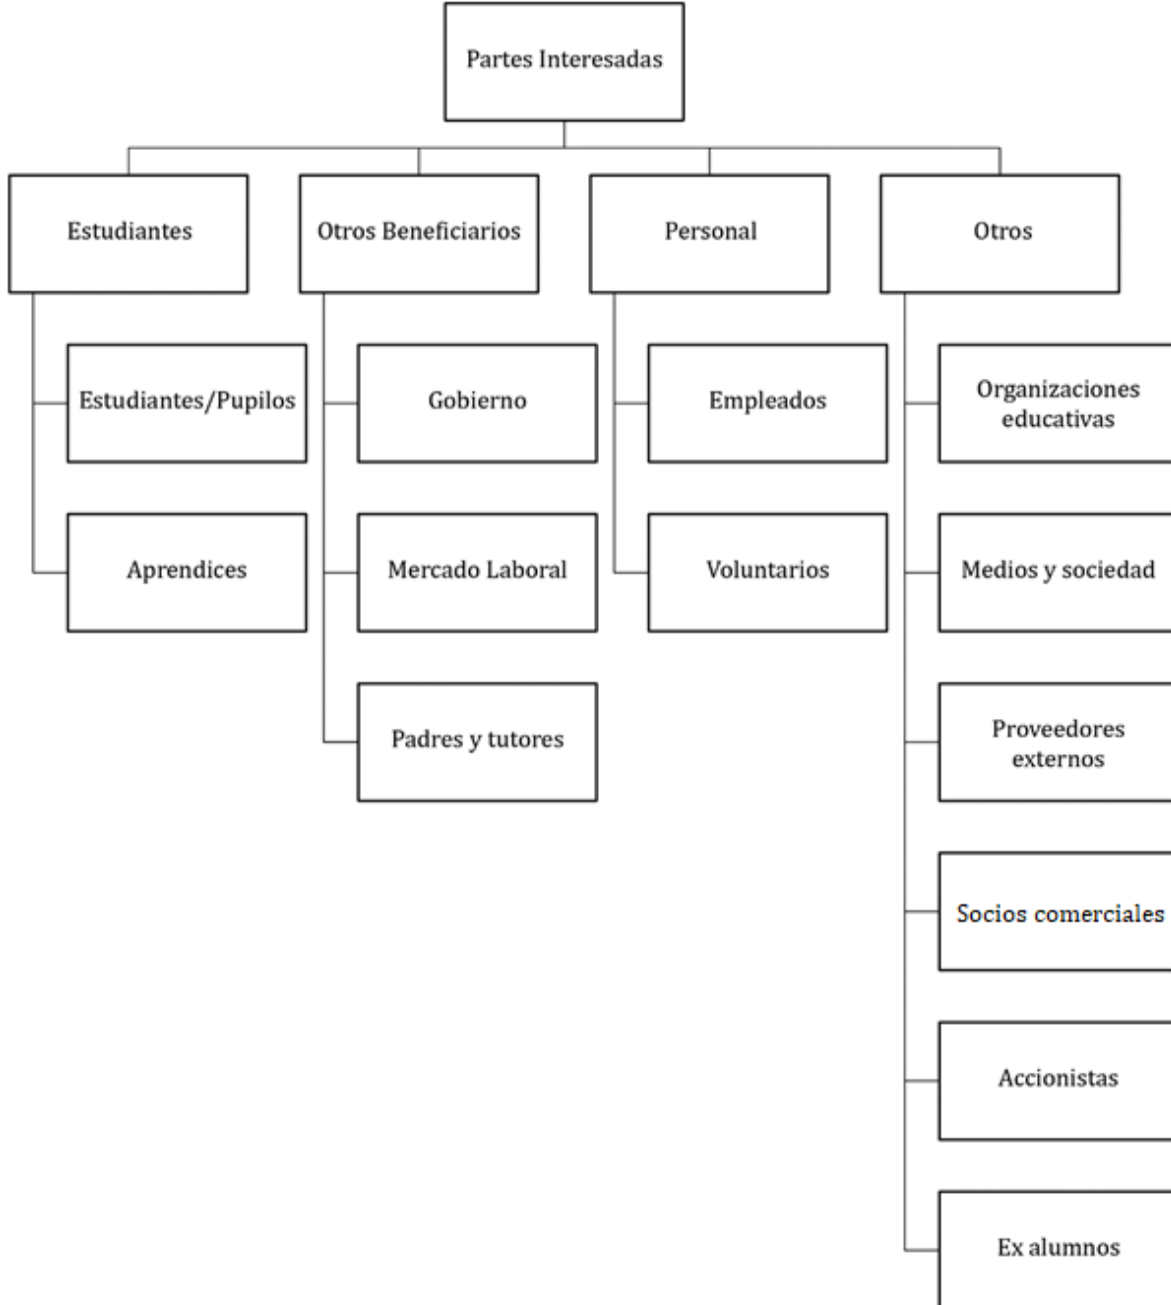 Partes Interesadas
Estudiantes
Otros Beneficiarios
Personal
Otros
Estudiantes/Pupilos
Gobierno
Empleados
Organizaciones
educativas
Aprendices
Mercado Laboral
Voluntarios
Medios y sociedad
Padres y tutores
Proveedores
externos
Socios comerciales
Accionistas
Ex alumnos